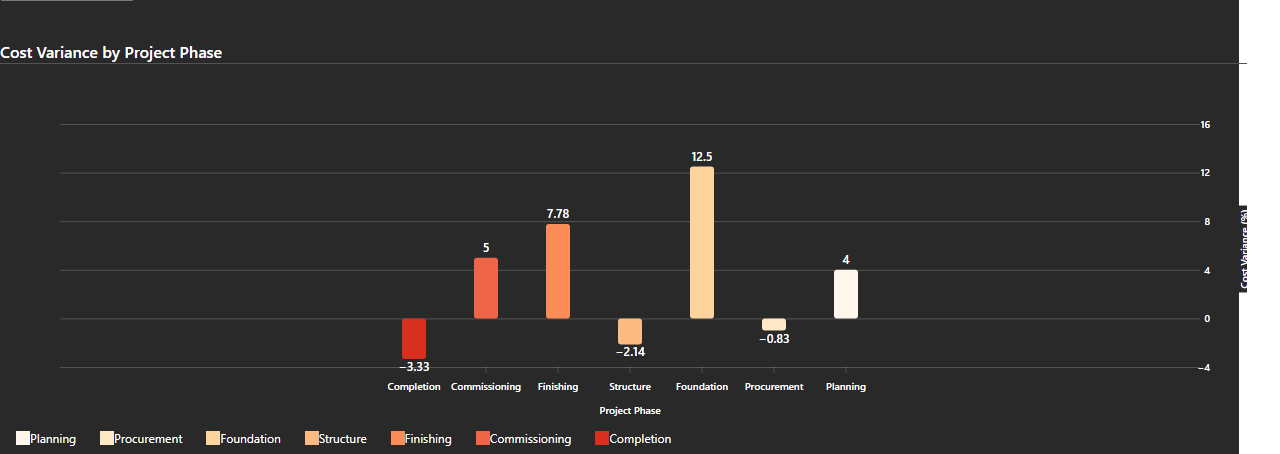 Cost Variance by Project Phase
16
12
8
4
0
−4
Cost Variance (%)
12.5
7.78
5
4
−0.83
−2.14
−3.33
Completion Commissioning Finishing Structure Foundation Procurement Planning
Project Phase
Planning Procurement Foundation Structure Finishing Commissioning Completion